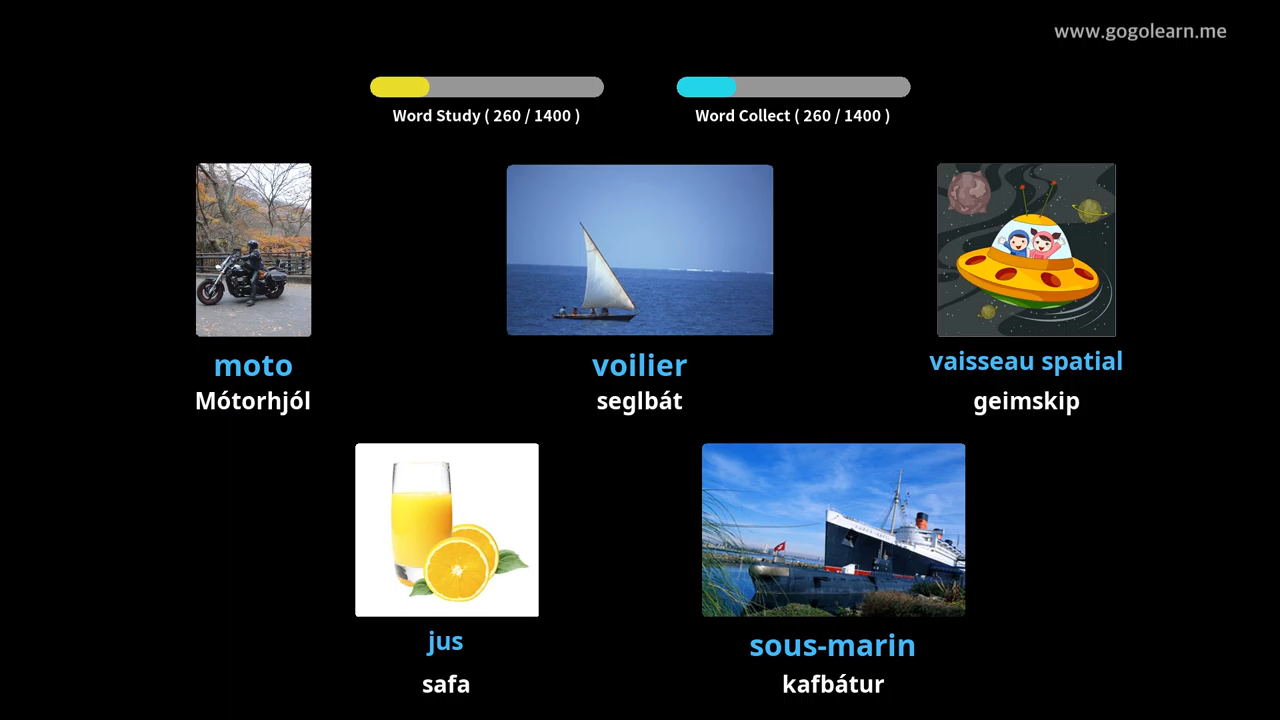 www.gogolearn.me
Word Study ( 260 / 1400 )
Word Collect ( 260 / 1400 )
moto
Mótorhjól
voilier
seglbát
vaisseau spatial
geimskip
jus
safa
sous-marin
kafbátur